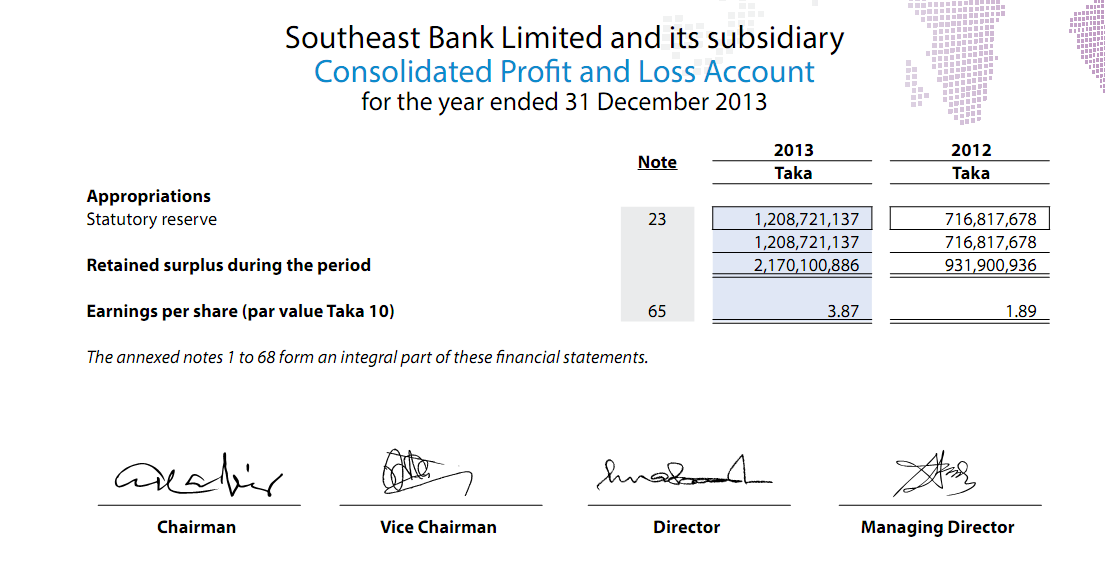 Southeast Bank Limited and its subsidiary
Consolidated Profit and Loss Account
for the year ended 31 December 2013
Note 2013 2012
Taka Taka
Appropriations
Statutory reserve 23 1,208,721,137 716,817,678
1,208,721,137 716,817,678
Retained surplus during the period 2,170,100,886 931,900,936
Earnings per share (par value Taka 10) 65 3.87 1.89
The annexed notes 1 to 68 form an integral part of these financial statements.
Chairman Vice Chairman Director Managing Director